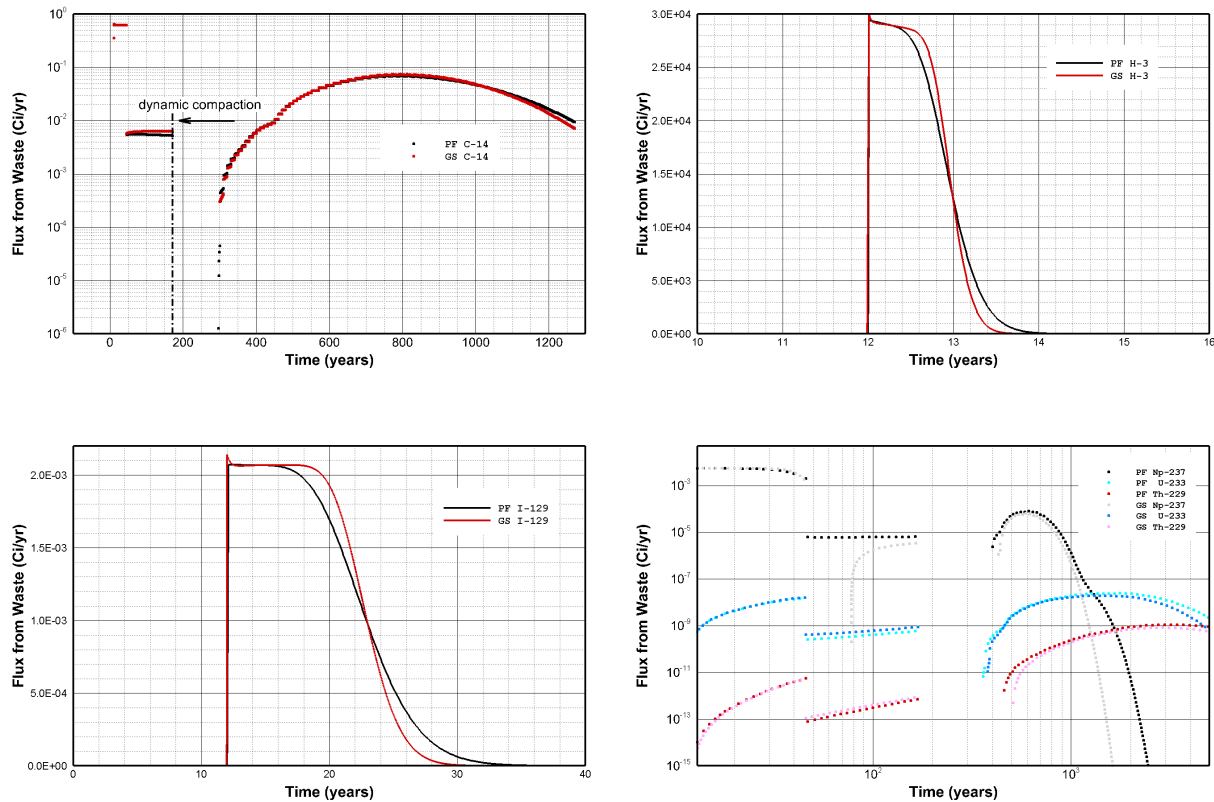 Flux from Waste (Ci/yr)
10^0
10^-1
10^-2
10^-3
10^-4
10^-5
10^-6
dynamic compaction
PF C-14
GS C-14
0 200 400 600 800 1000 1200
Time (years)
Flux from Waste (Ci/yr)
3.0E+04
2.5E+04
2.0E+04
1.5E+04
1.0E+04
5.0E+03
0.0E+00
PF H-3
GS H-3
10 11 12 13 14 15 16
Time (years)
Flux from Waste (Ci/yr)
2.0E-03
1.5E-03
1.0E-03
5.0E-04
0.0E+00
PF I-129
GS I-129
0 10 20 30 40
Time (years)
Flux from Waste (Ci/yr)
10^-3
10^-5
10^-7
10^-9
10^-11
10^-13
10^-15
PF Np-237
PF U-233
PF Th-229
GS Np-237
GS U-233
GS Th-229
10^2 10^3
Time (years)